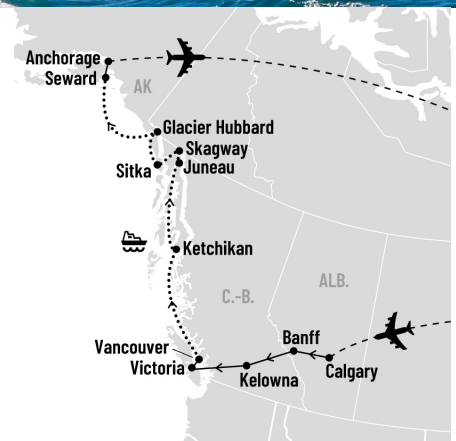 Anchorage
Seward
AK
Glacier Hubbard
Skagway
Sitka
Juneau
Ketchikan
C.-B.
ALB.
Banff
Vancouver
Victoria
Calgary
Kelowna